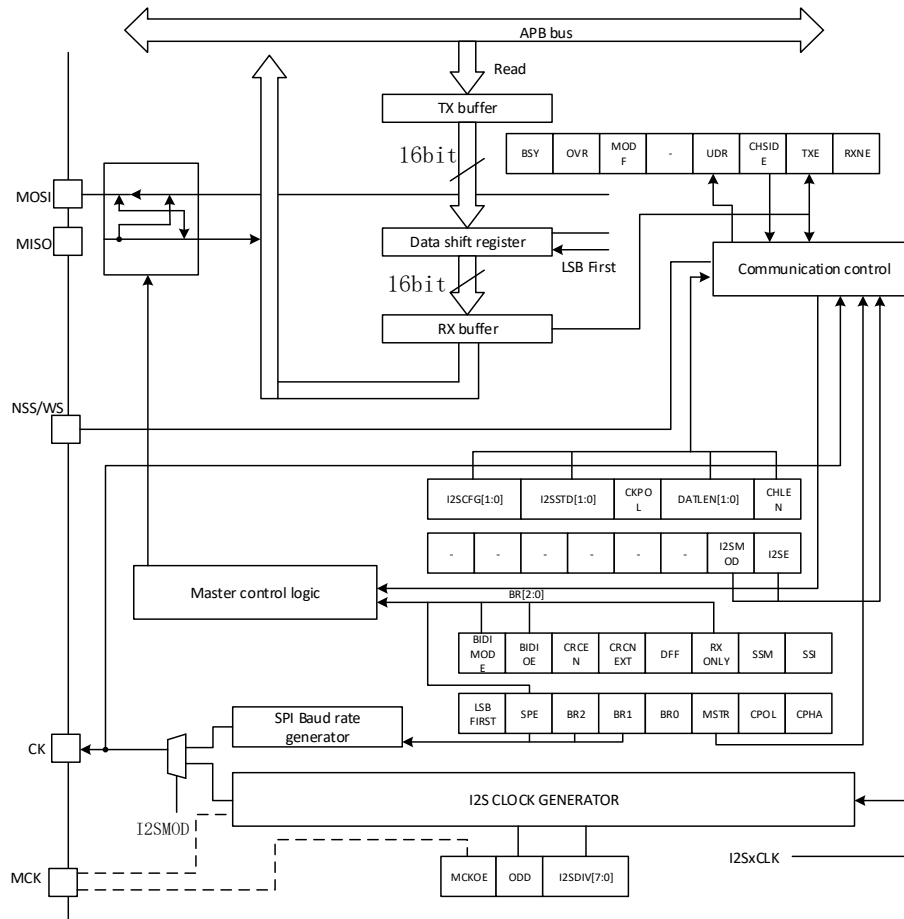 APB bus
Read
TX buffer
16bit
BSY
OVR
MOD
F
-
UDR
CHSID
E
TXE
RXNE
MOSI
MISO
Data shift register
LSB First
Communication control
16bit
RX buffer
NSS/WS
I2SCFG[1:0]
I2SSTD[1:0]
CKPO
L
DATLEN[1:0]
CHLE
N
-
-
-
-
-
-
I2SM
OD
I2SE
Master control logic
BR[2:0]
BIDI
MOD
E
BIDI
OE
CRCE
N
CRCN
EXT
DFF
RX
ONLY
SSM
SSI
LSB
FIRST
SPE
BR2
BR1
BR0
MSTR
CPOL
CPHA
SPI Baud rate
generator
CK
I2SMOD
I2S CLOCK GENERATOR
I2SxCLK
MCK
MCKOE
ODD
I2SDIV[7:0]